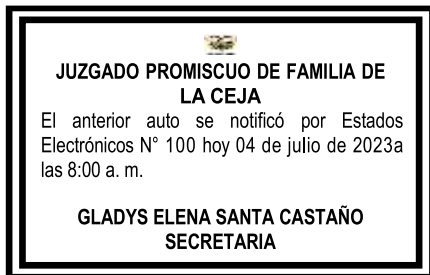 JUZGADO PROMISCUO DE FAMILIA DE
LA CEJA
El anterior auto se notificó por Estados
Electrónicos N° 100 hoy 04 de julio de 2023a
las 8:00 a. m.
GLADYS ELENA SANTA CASTAÑO
SECRETARIA